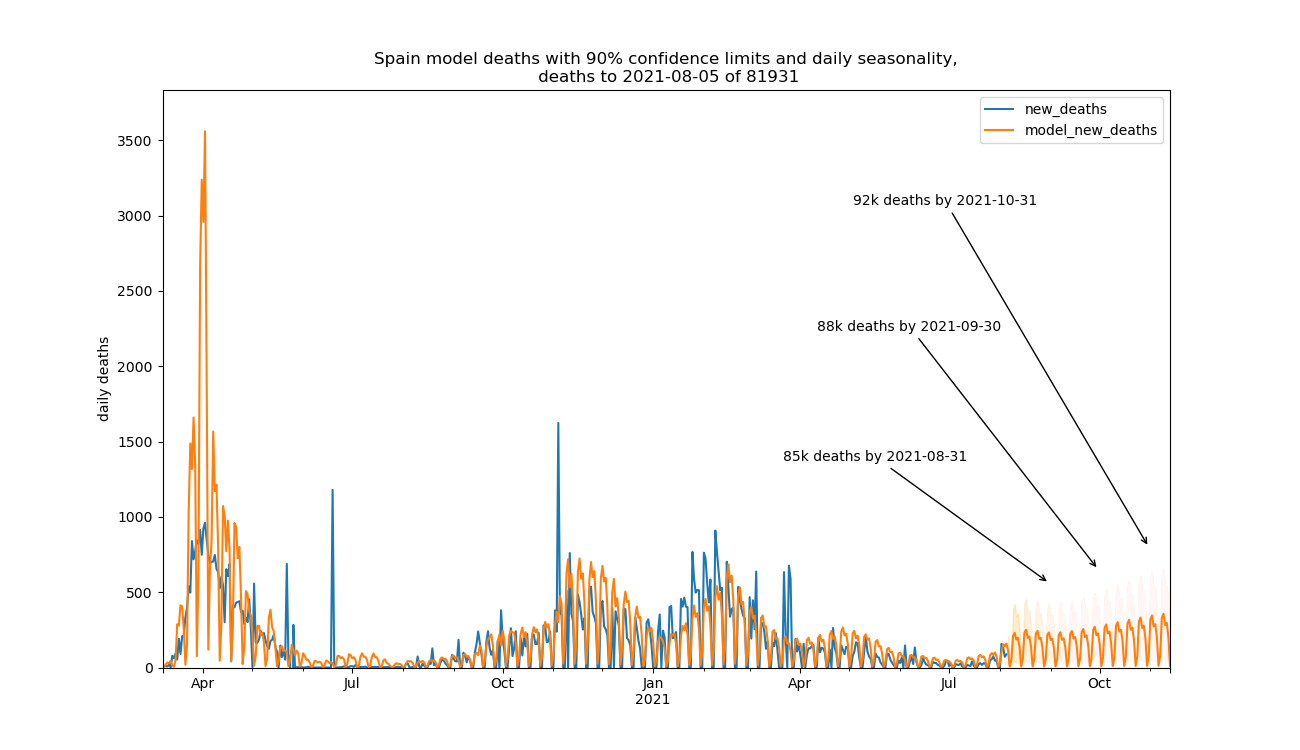 Spain model deaths with 90% confidence limits and daily seasonality,
deaths to 2021-08-05 of 81931
new_deaths
model_new_deaths
3500
3000
2500
2000
1500
1000
500
0
daily deaths
92k deaths by 2021-10-31
88k deaths by 2021-09-30
85k deaths by 2021-08-31
Apr Jul Oct Jan Apr Jul Oct
2021